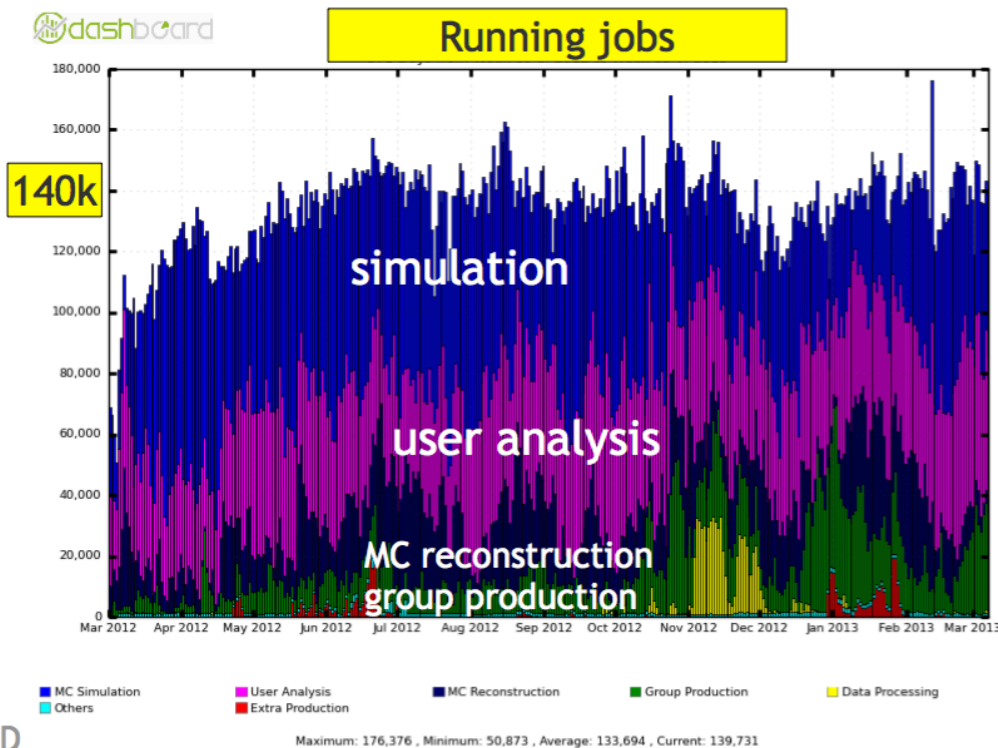 dashboard
Running jobs
180,000
160,000
140k
120,000
100,000
80,000
60,000
40,000
20,000
0
simulation
user analysis
MC reconstruction
group production
Mar 2012 Apr 2012 May 2012 Jun 2012 Jul 2012 Aug 2012 Sep 2012 Oct 2012 Nov 2012 Dec 2012 Jan 2013 Feb 2013 Mar 2013
MC Simulation User Analysis MC Reconstruction Group Production Data Processing
Others Extra Production
D
Maximum: 176,376 , Minimum: 50,873 , Average: 133,694 , Current: 139,731